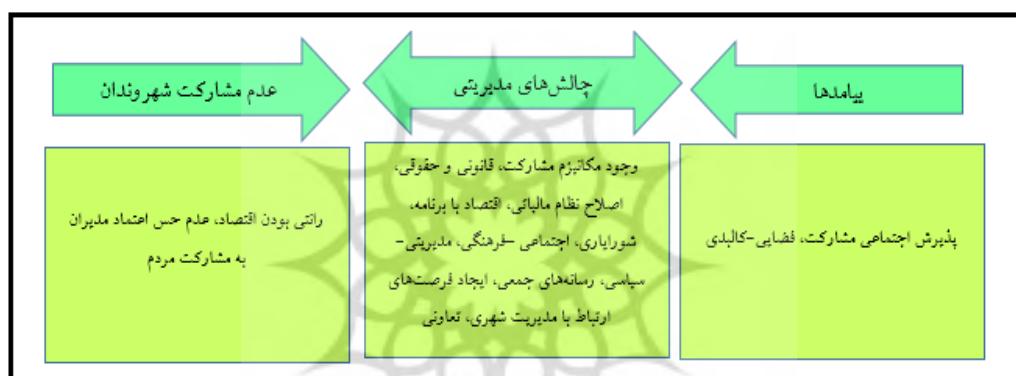 پیامدها
چالش‌های مدیریتی
عدم مشارکت شهروندان
پذیرش اجتماعی مشارکت، فضایی-کالبدی
وجود مکانیزم مشارکت، قانونی و حقوقی،
اصلاح نظام مالیاتی، اقتصاد با برنامه،
شورایاری، اجتماعی -فرهنگی، مدیریتی-
سیاسی، رسانه‌های جمعی، ایجاد فرصت‌های
ارتباط با مدیریت شهری، تعاونی
رانتی بودن اقتصاد، عدم حس اعتماد مدیران
به مشارکت مردم